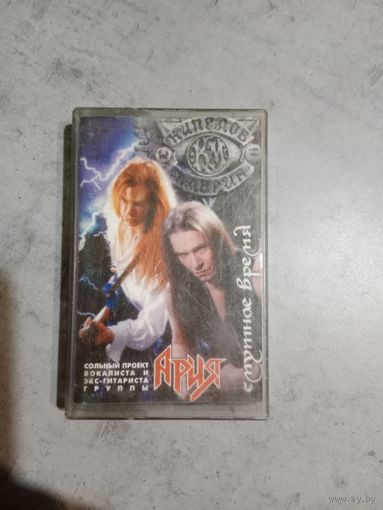 КИПЕЛОВ
КМ
МАВРИН
смутное время
СОЛЬНЫЙ ПРОЕКТ
ВОКАЛИСТА И
ЭКС-ГИТАРИСТА
ГРУППЫ
АРИЯ
www.ay.by